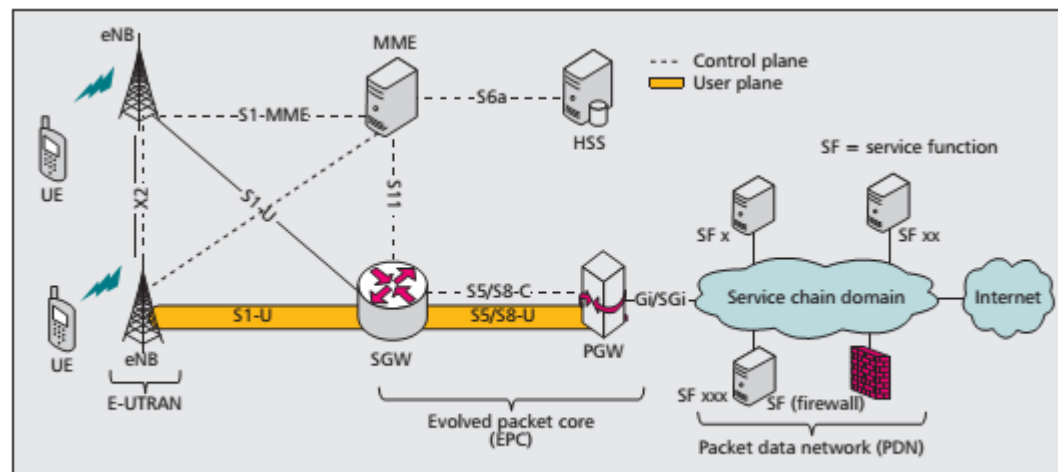 eNB
MME
Control plane
User plane
S6a
S1-MME
HSS
SF = service function
UE
X2
S1-U
S11
SF x
SF xx
S5/S8-C
Gi/SGi
Service chain domain
Internet
S1-U
S5/S8-U
UE
eNB
SGW
PGW
E-UTRAN
SF xxx
SF (firewall)
Evolved packet core
(EPC)
Packet data network (PDN)